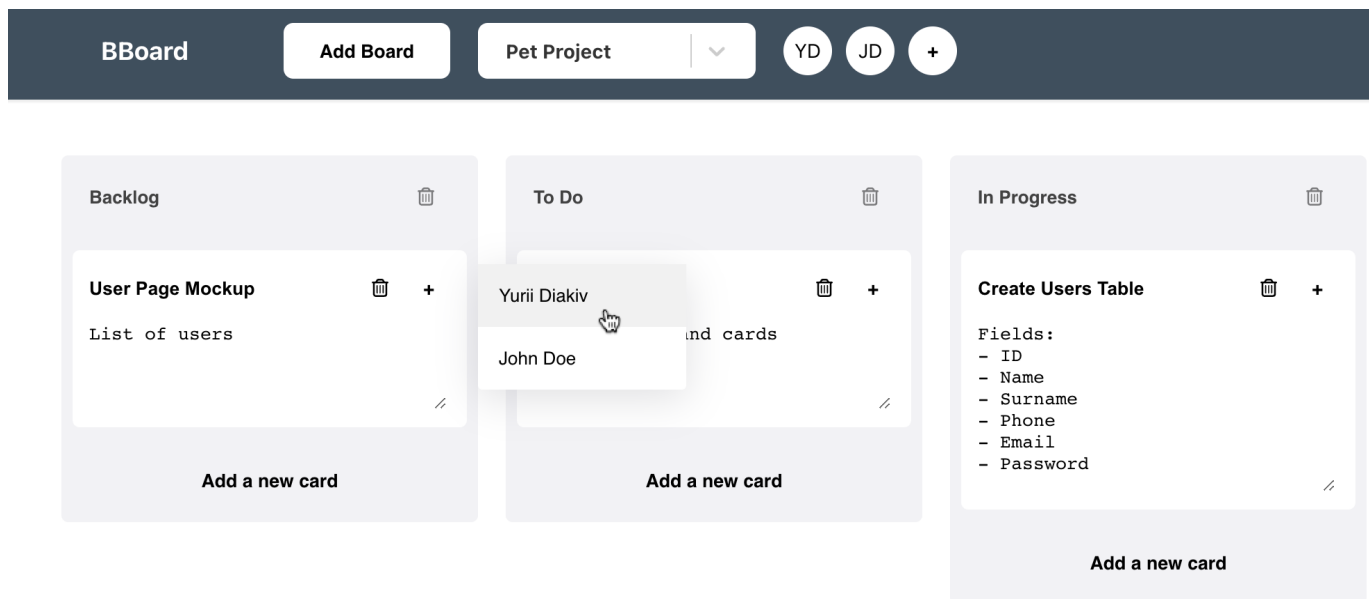 BBoard
Add Board
Pet Project
YD
JD
+
Backlog
User Page Mockup
+
List of users
Add a new card
Yurii Diakiv
John Doe
To Do
+
and cards
Add a new card
In Progress
Create Users Table
+
Fields:
- ID
- Name
- Surname
- Phone
- Email
- Password
Add a new card